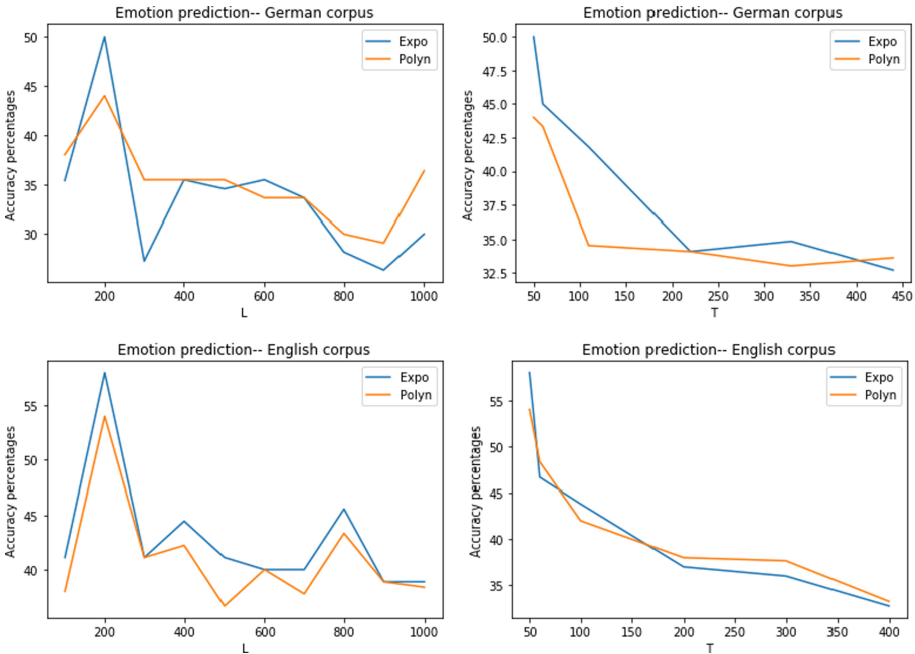 Emotion prediction-- German corpus
Expo
Polyn
Accuracy percentages
50
45
40
35
30
200
400
600
800
1000
L
Emotion prediction-- German corpus
Expo
Polyn
Accuracy percentages
50.0
47.5
45.0
42.5
40.0
37.5
35.0
32.5
50
100
150
200
250
300
350
400
450
T
Emotion prediction-- English corpus
Expo
Polyn
Accuracy percentages
55
50
45
40
200
400
600
800
1000
L
Emotion prediction-- English corpus
Expo
Polyn
Accuracy percentages
55
50
45
40
35
50
100
150
200
250
300
350
400
T